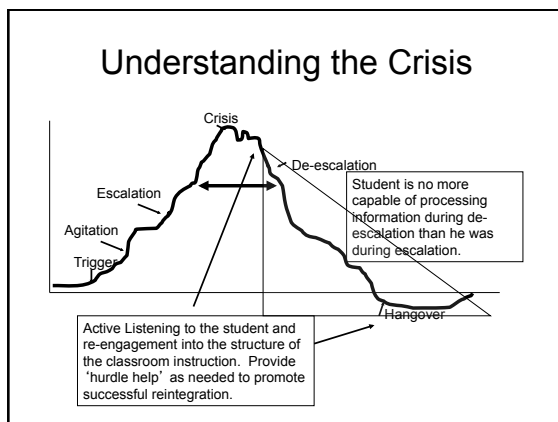 Understanding the Crisis
Crisis
De-escalation
Escalation
Student is no more
capable of processing
information during de-
escalation than he was
during escalation.
Agitation
Trigger
Hangover
Active Listening to the student and
re-engagement into the structure of
the classroom instruction.  Provide
‘hurdle help’ as needed to promote
successful reintegration.